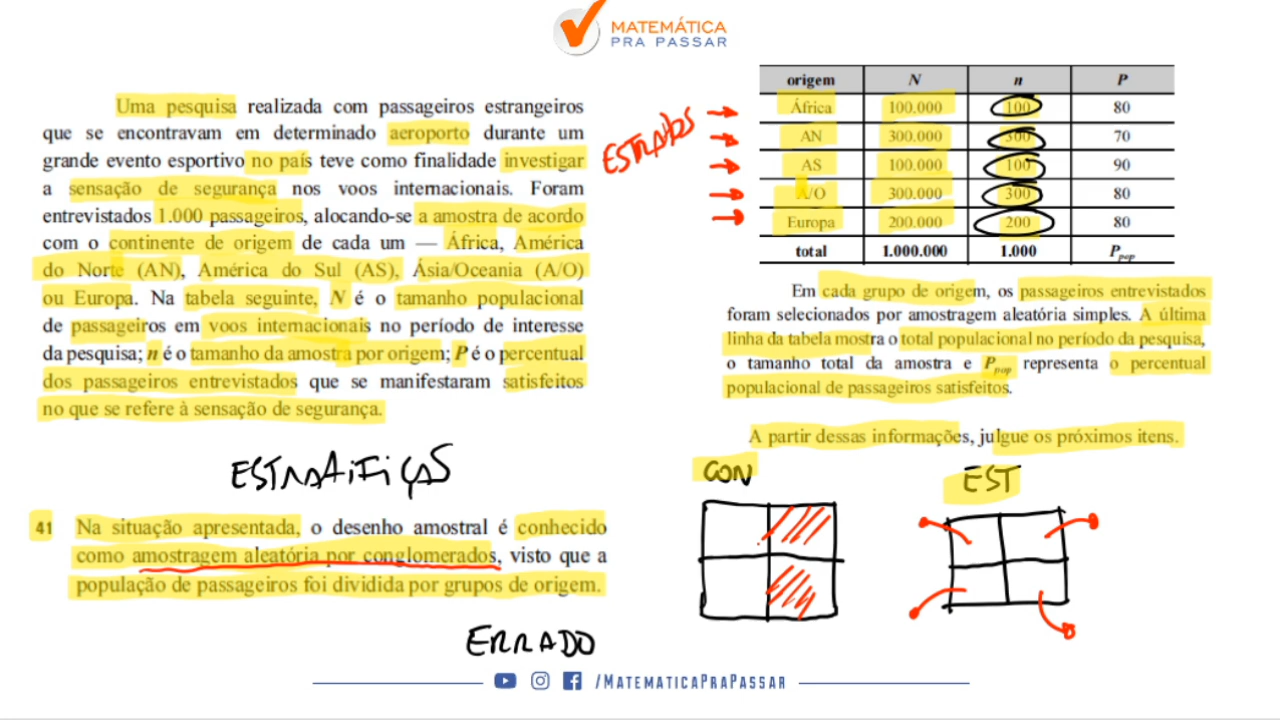 MATEMÁTICA
PRA PASSAR
Uma pesquisa realizada com passageiros estrangeiros
que se encontravam em determinado aeroporto durante um
grande evento esportivo no país teve como finalidade investigar
a sensação de segurança nos voos internacionais. Foram
entrevistados 1.000 passageiros, alocando-se a amostra de acordo
com o continente de origem de cada um — África, América
do Norte (AN), América do Sul (AS), Ásia/Oceania (A/O)
ou Europa. Na tabela seguinte, N é o tamanho populacional
de passageiros em voos internacionais no período de interesse
da pesquisa; n é o tamanho da amostra por origem; P é o percentual
dos passageiros entrevistados que se manifestaram satisfeitos
no que se refere à sensação de segurança.
ESTRATIFIÇAS
41 Na situação apresentada, o desenho amostral é conhecido
como amostragem aleatória por conglomerados, visto que a
população de passageiros foi dividida por grupos de origem.
ERRADO
ESTRATOS
origem N n P
África 100.000 100 80
AN 300.000 300 70
AS 100.000 100 90
A/O 300.000 300 80
Europa 200.000 200 80
total 1.000.000 1.000 Ppop
Em cada grupo de origem, os passageiros entrevistados
foram selecionados por amostragem aleatória simples. A última
linha da tabela mostra o total populacional no período da pesquisa,
o tamanho total da amostra e Ppop representa o percentual
populacional de passageiros satisfeitos.
A partir dessas informações, julgue os próximos itens.
CON
EST
/MATEMATICAPRAPASSAR